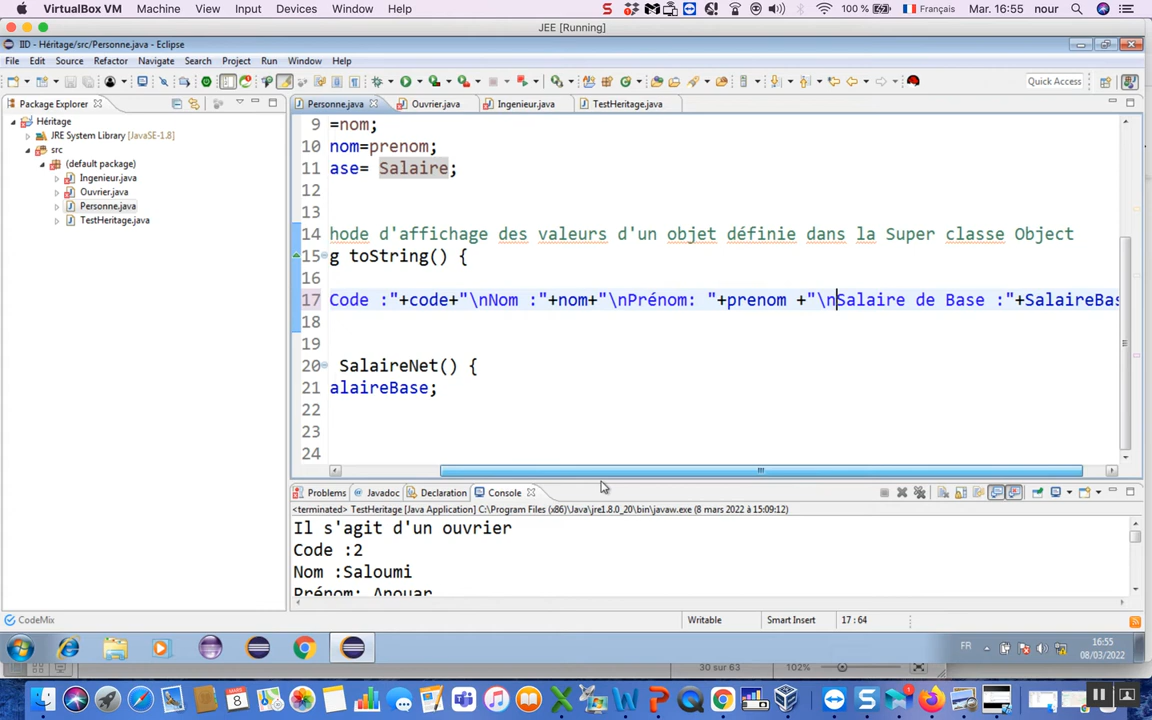 VirtualBox VM Machine View Input Devices Window Help 100 % Français Mar. 16:55 nour
JEE [Running]
IID - Héritage/src/Personne.java - Eclipse
File Edit Source Refactor Navigate Search Project Run Window Help
Quick Access
Package Explorer
Personne.java Ouvrier.java Ingenieur.java TestHeritage.java
Héritage
JRE System Library [JavaSE-1.8]
src
(default package)
Ingenieur.java
Ouvrier.java
Personne.java
TestHeritage.java
9 =nom;
10 nom=prenom;
11 ase= Salaire;
12
13
14 hode d'affichage des valeurs d'un objet définie dans la Super classe Object
15 g toString() {
16
17 Code :"+code+"\nNom :"+nom+"\nPrénom: "+prenom +"\nSalaire de Base :"+SalaireBas
18
19
20 SalaireNet() {
21 alaireBase;
22
23
24
Problems Javadoc Declaration Console
<terminated> TestHeritage [Java Application] C:\Program Files (x86)\Java\jre1.8.0_20\bin\javaw.exe (8 mars 2022 à 15:09:12)
Il s'agit d'un ouvrier
Code :2
Nom :Saloumi
Prénom: Anouar
CodeMix
Writable Smart Insert 17 : 64
FR 16:55
08/03/2022
30 sur 63 102%